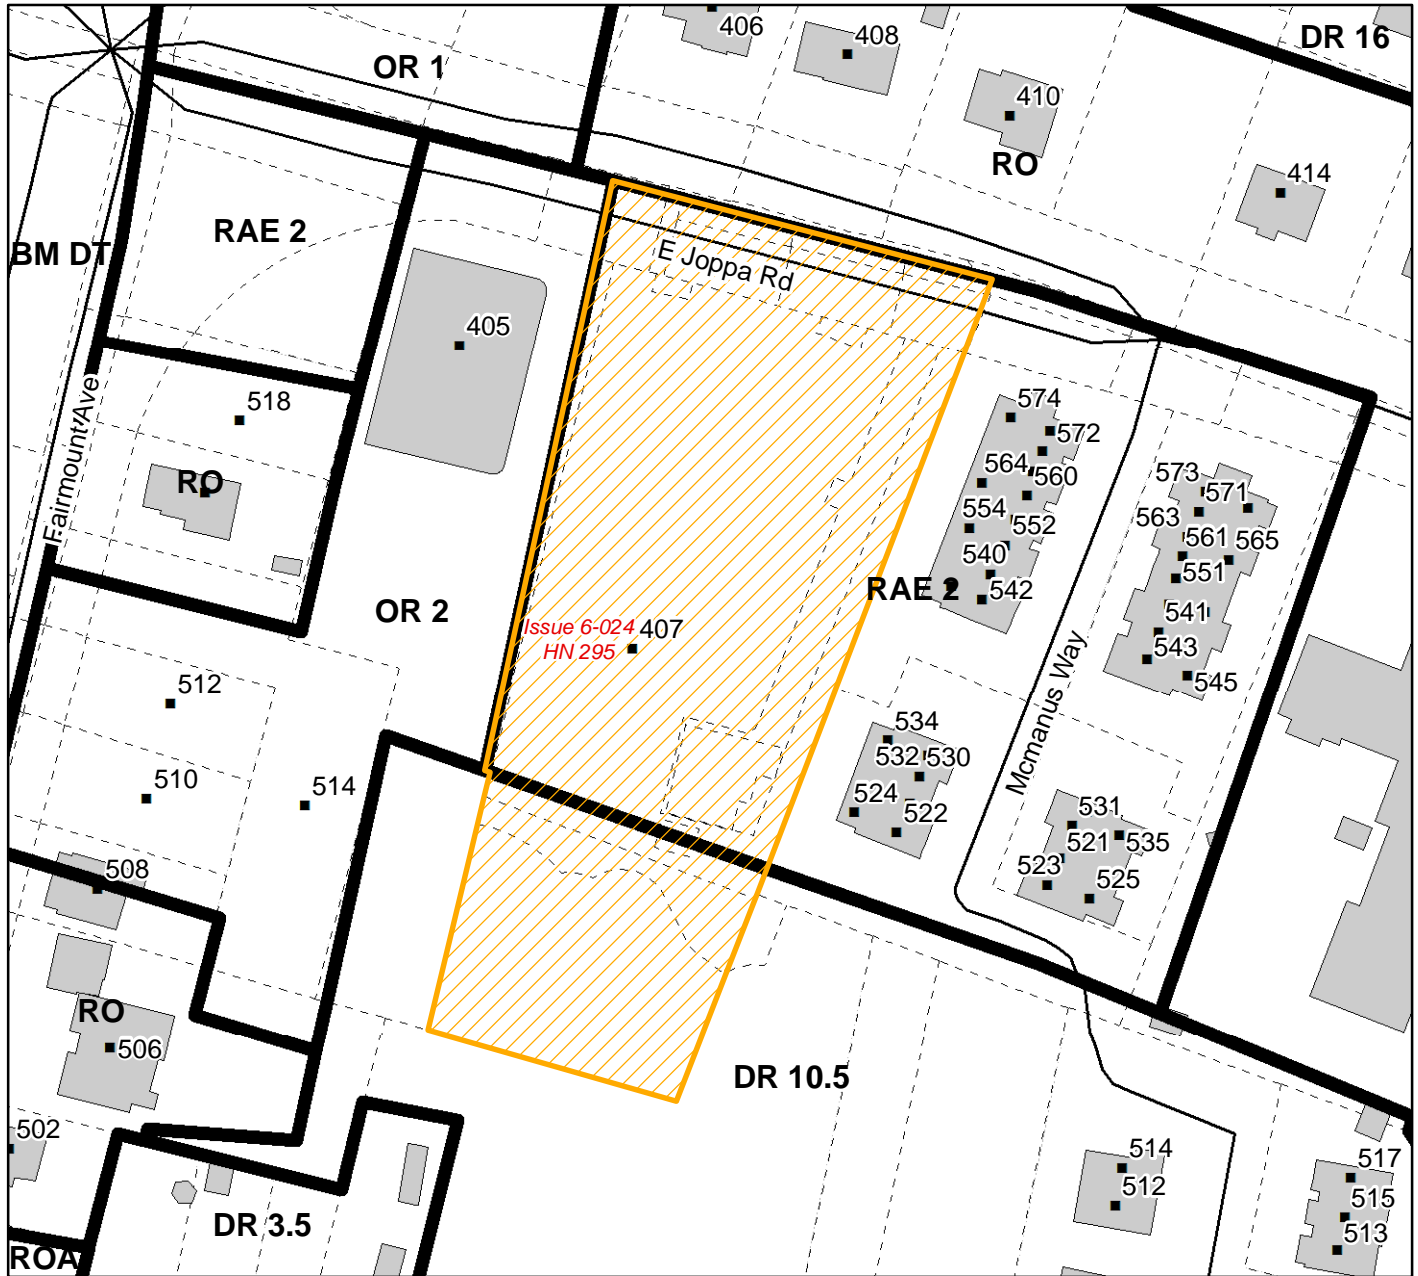 406
408
DR 16
OR 1
410
RO
414
RAE 2
BM DT
E Joppa Rd
405
518
574
572
564
560
573
571
563
554
552
561
565
RO
Fairmount Ave
540
551
RAE 2
542
541
OR 2
Issue 6-024
HN 295
407
543
545
Mcmanus Way
512
534
532
530
510
514
524
522
531
521
535
508
523
525
RO
506
DR 10.5
502
514
517
512
515
DR 3.5
513
ROA